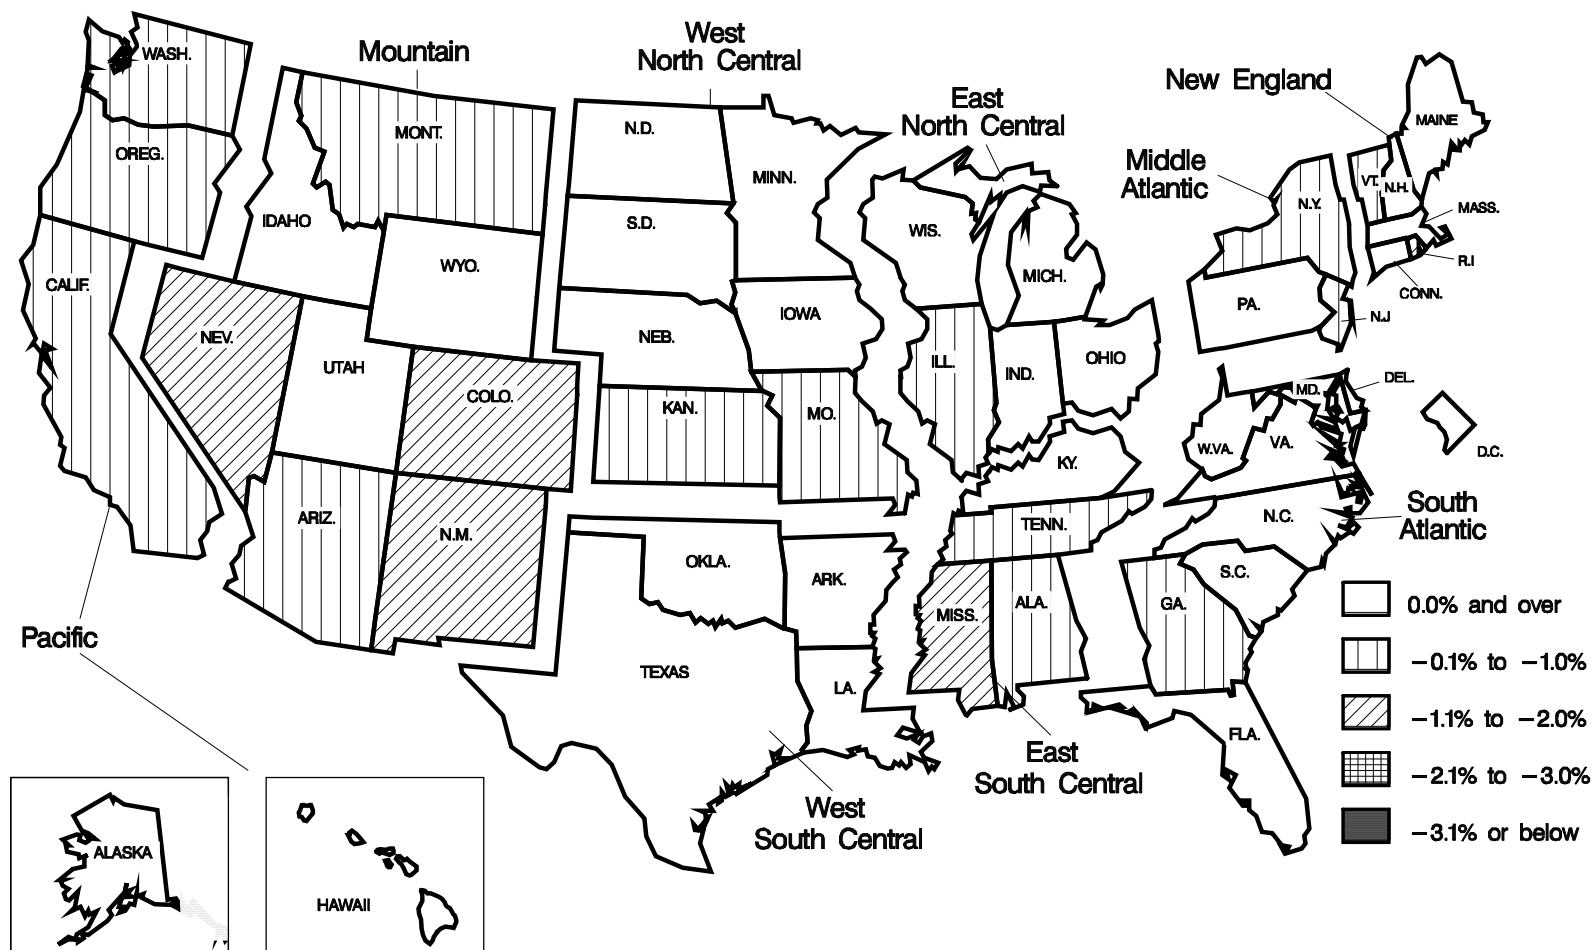 West
North Central
Mountain
WASH.
New England
East
North Central
MAINE
N.D.
MONT.
OREG.
Middle
Atlantic
MINN.
VT.
N.H.
N.Y.
MASS.
IDAHO
S.D.
WIS.
WYO.
R.I
MICH.
CALIF.
CONN.
PA.
IOWA
N.J
NEV.
NEB.
UTAH
ILL.
IND.
OHIO
DEL.
MD.
COLO.
KAN.
MO.
W.VA.
VA.
D.C.
KY.
South
Atlantic
ARIZ.
N.C.
TENN.
N.M.
OKLA.
ARK.
S.C.
MISS.
ALA.
GA.
0.0% and over
Pacific
−0.1% to −1.0%
TEXAS
LA.
−1.1% to −2.0%
FLA.
East
South Central
−2.1% to −3.0%
West
South Central
−3.1% or below
ALASKA
HAWAII